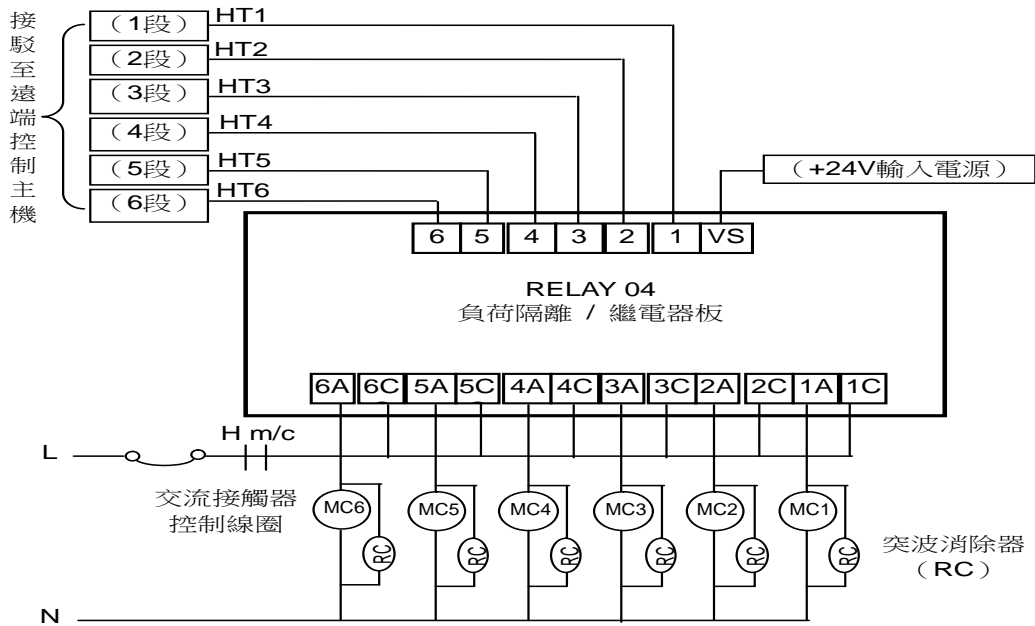 接駁至遠端控制主機
（1段） HT1
（2段） HT2
（3段） HT3
（4段） HT4
（5段） HT5
（6段） HT6
（+24V輸入電源）
6 5 4 3 2 1 VS
RELAY 04
負荷隔離 / 繼電器板
6A 6C 5A 5C 4A 4C 3A 3C 2A 2C 1A 1C
L
H m/c
交流接觸器
控制線圈
MC6 MC5 MC4 MC3 MC2 MC1
RC RC RC RC RC RC
突波消除器
（RC）
N